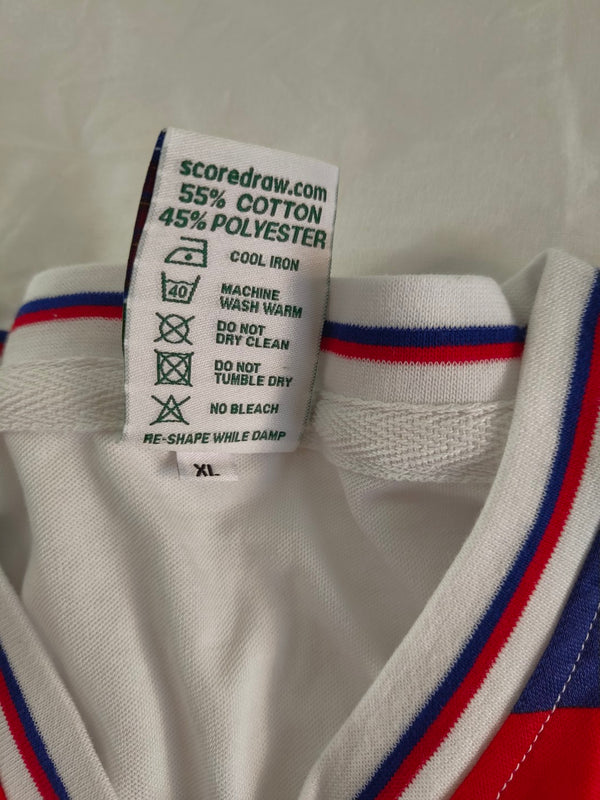 scoredraw.com
55% COTTON
45% POLYESTER
COOL IRON
40
MACHINE
WASH WARM
DO NOT
DRY CLEAN
DO NOT
TUMBLE DRY
NO BLEACH
RE-SHAPE WHILE DAMP
XL